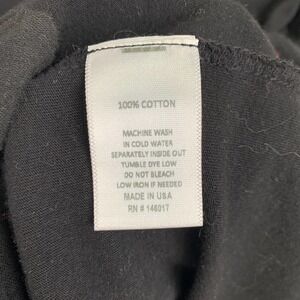 100% COTTON
MACHINE WASH
IN COLD WATER
SEPARATELY INSIDE OUT
TUMBLE DYE LOW
DO NOT BLEACH
LOW IRON IF NEEDED
MADE IN USA
RN # 146017